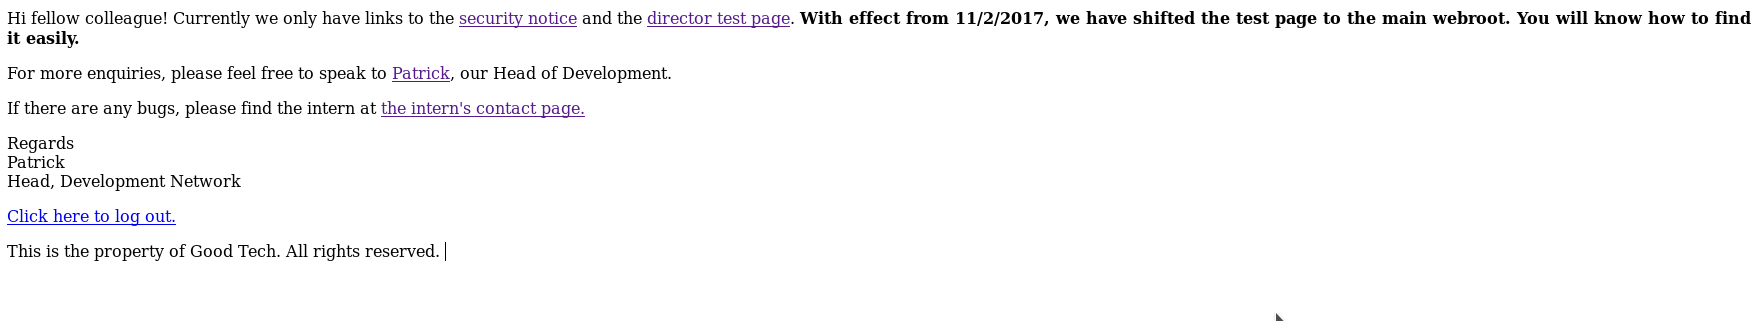 Hi fellow colleague! Currently we only have links to the security notice and the director test page. With effect from 11/2/2017, we have shifted the test page to the main webroot. You will know how to find
it easily.
For more enquiries, please feel free to speak to Patrick, our Head of Development.
If there are any bugs, please find the intern at the intern's contact page.
Regards
Patrick
Head, Development Network
Click here to log out.
This is the property of Good Tech. All rights reserved.